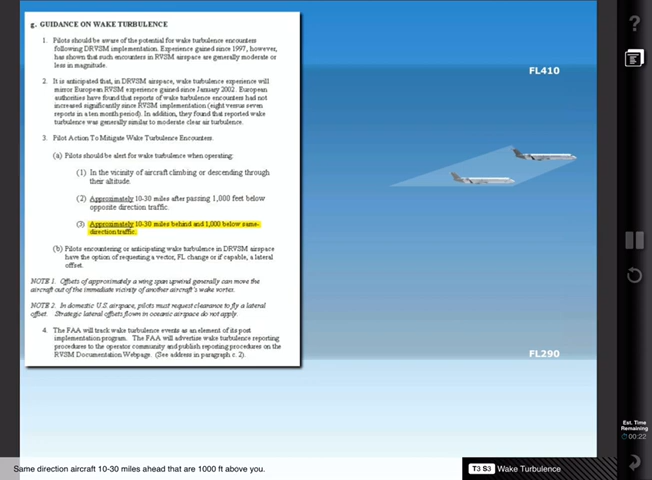 g. GUIDANCE ON WAKE TURBULENCE
1. Pilots should be aware of the potential for wake turbulence encounters
following DRVSM implementation. Experience gained since 1997, however,
has shown that such encounters in RVSM airspace are generally moderate or
less in magnitude.
2. It is anticipated that, in DRVSM airspace, wake turbulence experience will
mirror European RVSM experience gained since January 2002. European
authorities have found that reports of wake turbulence encounters had not
increased significantly since RVSM implementation (eight versus seven
reports in a ten month period). In addition, they found that reported wake
turbulence was generally similar to moderate clear air turbulence.
3. Pilot Action To Mitigate Wake Turbulence Encounters.
(a) Pilots should be alert for wake turbulence when operating:
(1) In the vicinity of aircraft climbing or descending through
their altitude.
(2) Approximately 10-30 miles after passing 1,000 feet below
opposite direction traffic.
(3) Approximately 10-30 miles behind and 1,000 below same-
direction traffic.
(b) Pilots encountering or anticipating wake turbulence in DRVSM airspace
have the option of requesting a vector, FL change or if capable, a lateral
offset.
NOTE 1. Offsets of approximately a wing span upwind generally can move the
aircraft out of the immediate vicinity of another aircraft's wake vortex.
NOTE 2. In domestic U.S. airspace, pilots must request clearance to fly a lateral
offset. Strategic lateral offsets flown in oceanic airspace do not apply.
4. The FAA will track wake turbulence events as an element of its post
implementation program. The FAA will advertise wake turbulence reporting
procedures to the operator community and publish reporting procedures on the
RVSM Documentation Webpage. (See address in paragraph c. 2).
FL410
FL290
?
Est. Time
Remaining
00:22
Same direction aircraft 10-30 miles ahead that are 1000 ft above you.
T3 S3 Wake Turbulence